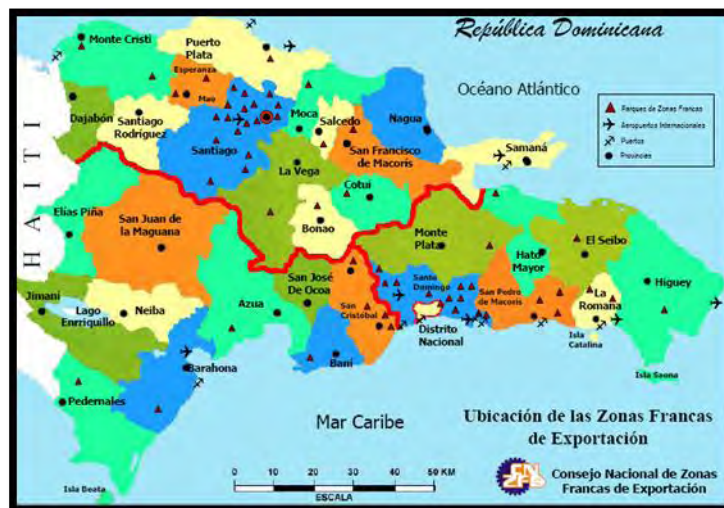 República Dominicana
Monte Cristi
Puerto
Plata
Océano Atlántico
Esperanza
Mao
Parques de Zonas Francas
Aeropuertos Internacionales
Puertos
Provincias
Dajabón
Santiago
Rodríguez
Moca
Salcedo
Nagua
HAITI
Santiago
San Francisco
de Macoris
Samaná
La Vega
Cotuí
Elías Piña
San Juan de
la Maguana
Bonao
Monte
Plata
El Seibo
Hato
Mayor
Higuey
San José
De Ocoa
Santo
Domingo
San Pedro
de Macoris
La
Romana
Jimaní
Lago
Enrriquillo
Neiba
Azua
San
Cristobal
Distrito
Nacional
Isla
Catalina
Baní
Isla Saona
Barahona
Pedernales
Mar Caribe
Ubicación de las Zonas Francas
de Exportación
CNZFE
Consejo Nacional de Zonas
Francas de Exportación
Isla Beata
0 10 20 30 40 50 KM
ESCALA